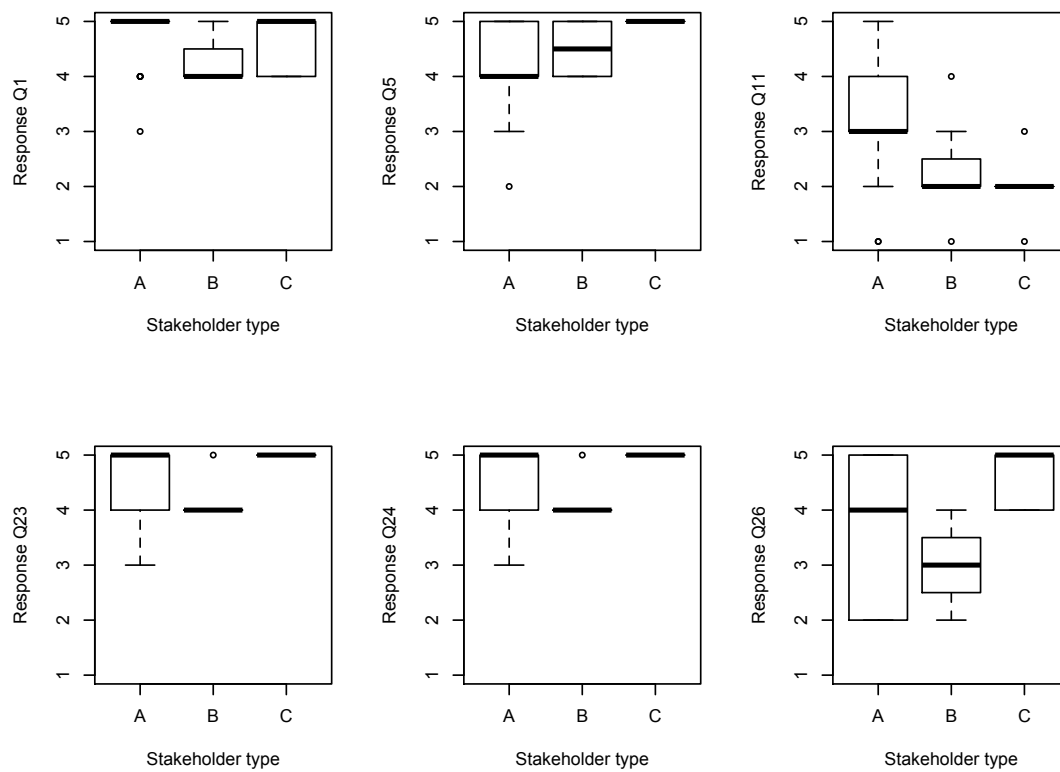 Response Q1
5
4
3
2
1
A B C
Stakeholder type
Response Q5
5
4
3
2
1
A B C
Stakeholder type
Response Q11
5
4
3
2
1
A B C
Stakeholder type
Response Q23
5
4
3
2
1
A B C
Stakeholder type
Response Q24
5
4
3
2
1
A B C
Stakeholder type
Response Q26
5
4
3
2
1
A B C
Stakeholder type